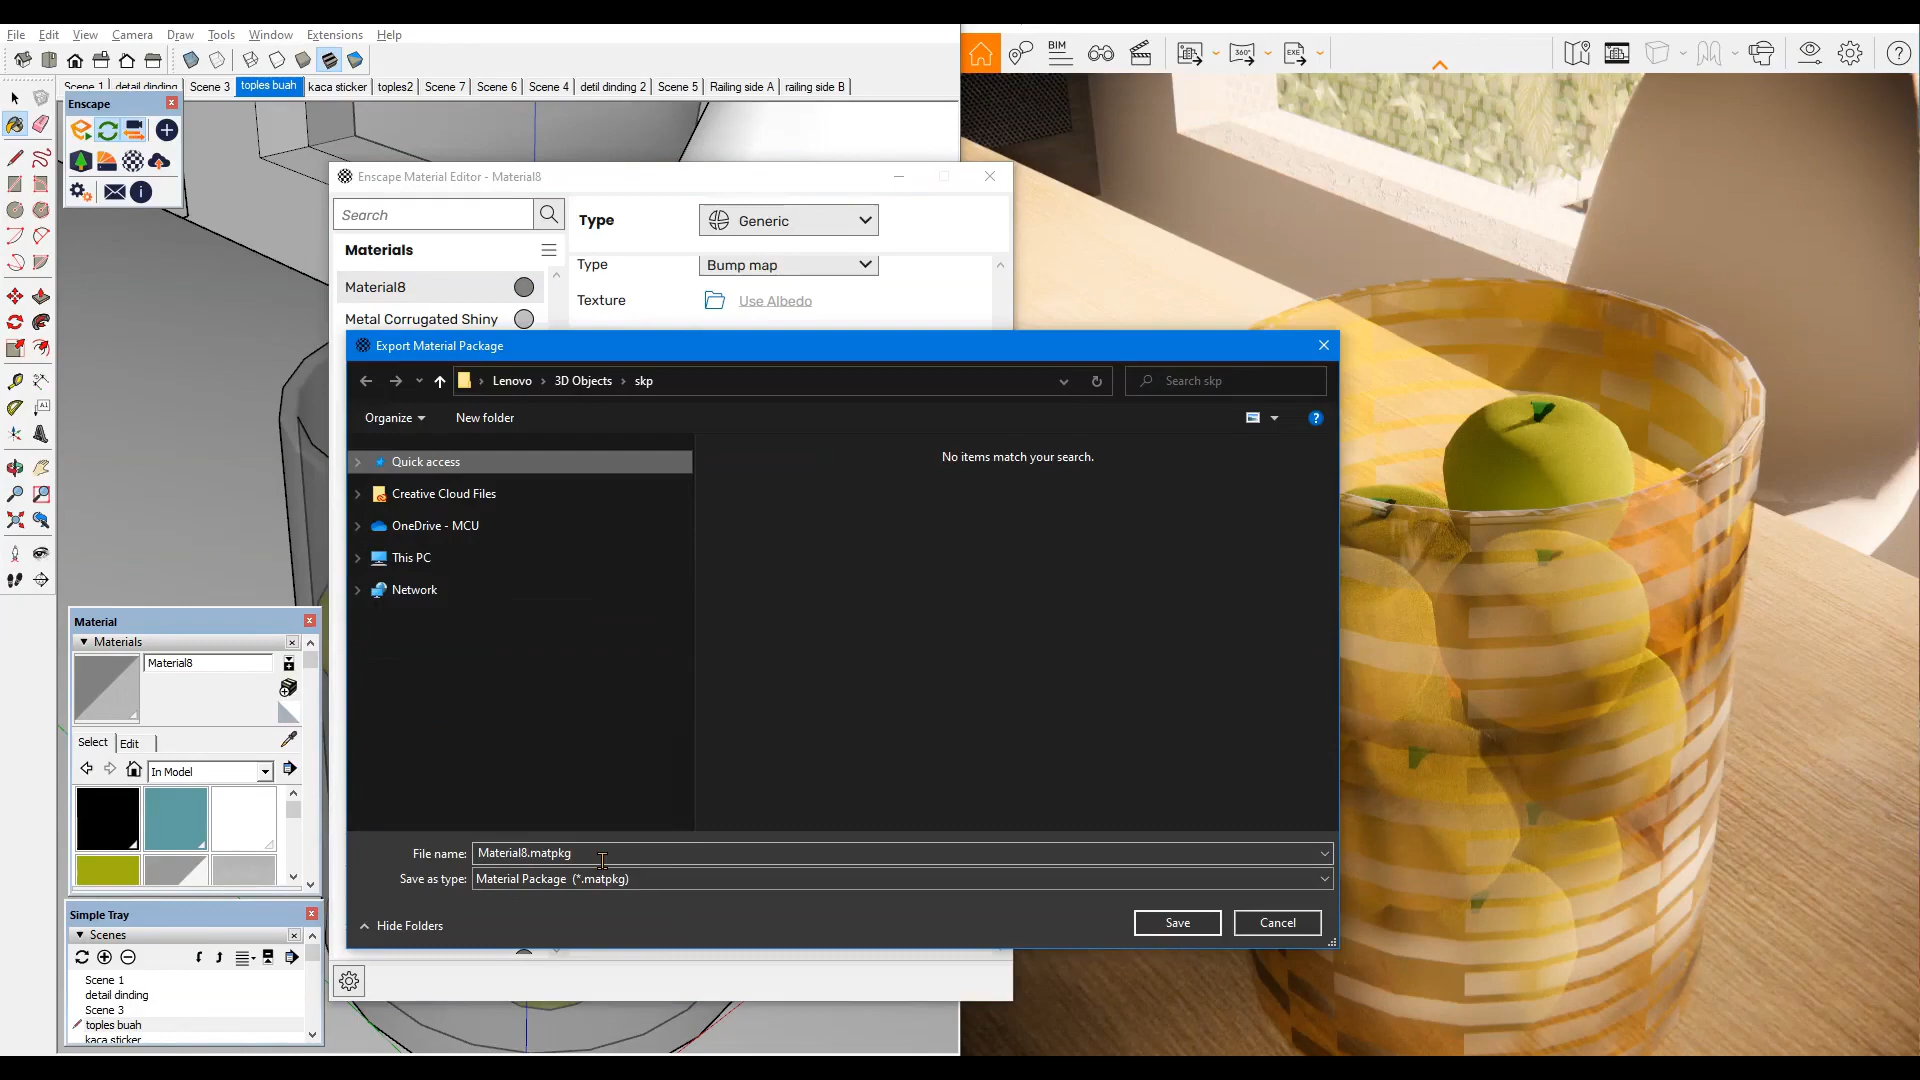 File Edit View Camera Draw Tools Window Extensions Help
BIM
360°
EXE
Scene 1 detail dinding Scene 3 toples buah kaca sticker toples2 Scene 7 Scene 6 Scene 4 detil dinding 2 Scene 5 Railing side A railing side B
Enscape
Enscape Material Editor - Material8
Search
Type Generic
Materials
Type Bump map
Material8
Texture Use Albedo
Metal Corrugated Shiny
Export Material Package
Lenovo › 3D Objects › skp
Search skp
Organize New folder
Quick access
No items match your search.
Creative Cloud Files
OneDrive - MCU
This PC
Network
Material
Materials
Material8
Select Edit
In Model
File name: Material8.matpkg
Save as type: Material Package (*.matpkg)
Hide Folders
Save Cancel
Simple Tray
Scenes
Scene 1
detail dinding
Scene 3
toples buah
kaca sticker